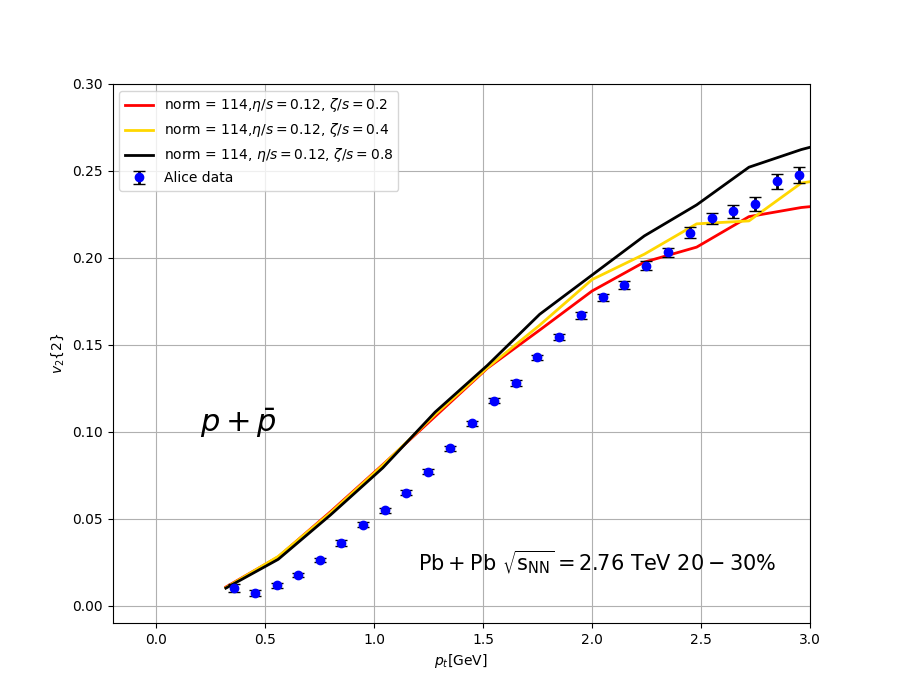 norm = 114,η/s = 0.12, ζ/s = 0.2
norm = 114,η/s = 0.12, ζ/s = 0.4
norm = 114, η/s = 0.12, ζ/s = 0.8
Alice data
0.30
0.25
0.20
0.15
0.10
0.05
0.00
v₂{2}
p + p̄
Pb + Pb √s_NN = 2.76 TeV 20 − 30%
0.0 0.5 1.0 1.5 2.0 2.5 3.0
pₜ[GeV]